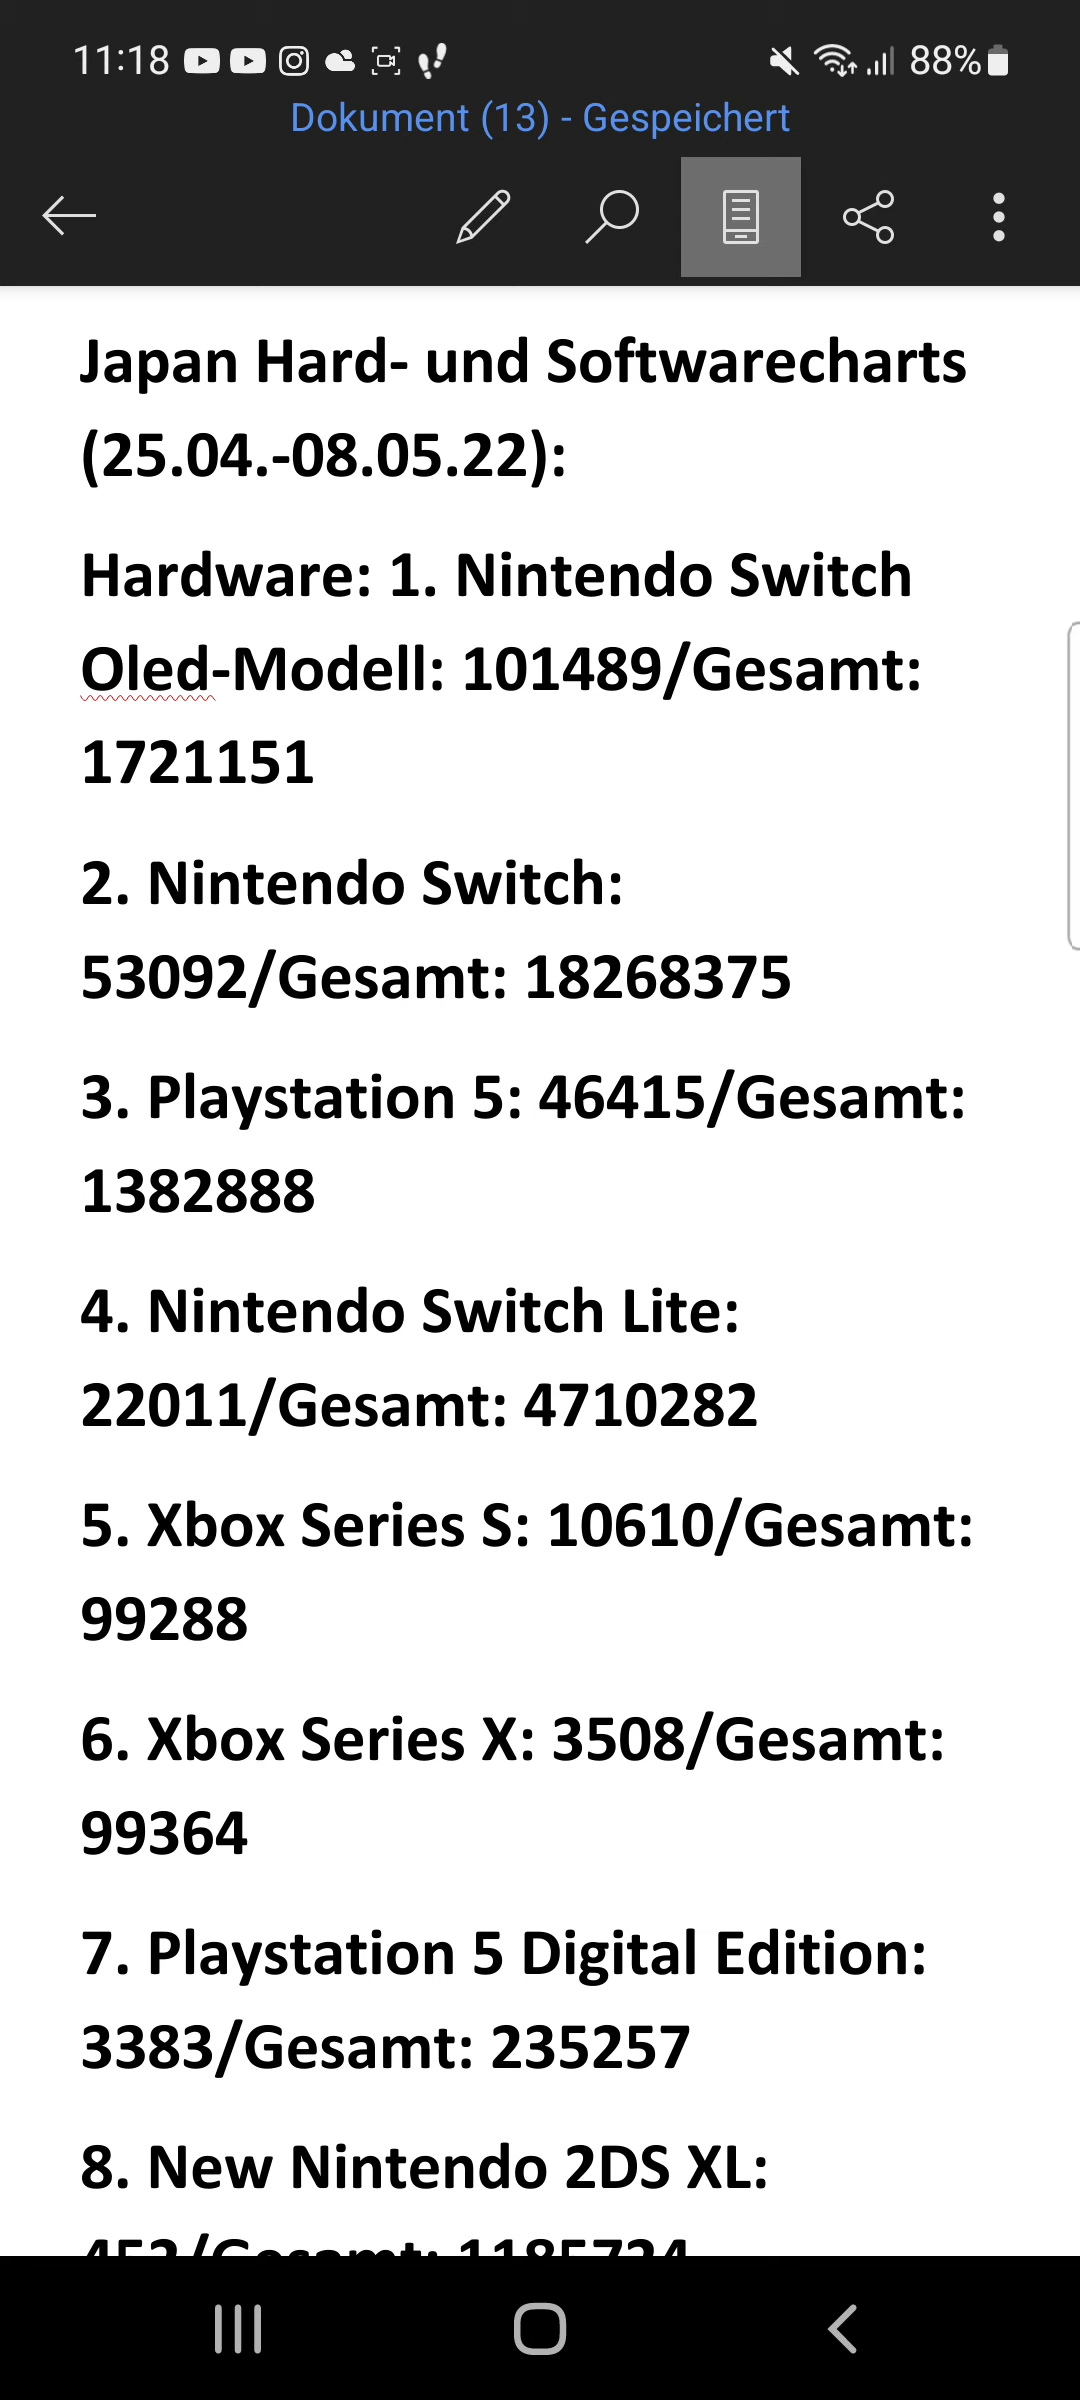 11:18
88%
Dokument (13) - Gespeichert
Japan Hard- und Softwarecharts
(25.04.-08.05.22):
Hardware: 1. Nintendo Switch
Oled-Modell: 101489/Gesamt:
1721151
2. Nintendo Switch:
53092/Gesamt: 18268375
3. Playstation 5: 46415/Gesamt:
1382888
4. Nintendo Switch Lite:
22011/Gesamt: 4710282
5. Xbox Series S: 10610/Gesamt:
99288
6. Xbox Series X: 3508/Gesamt:
99364
7. Playstation 5 Digital Edition:
3383/Gesamt: 235257
8. New Nintendo 2DS XL: